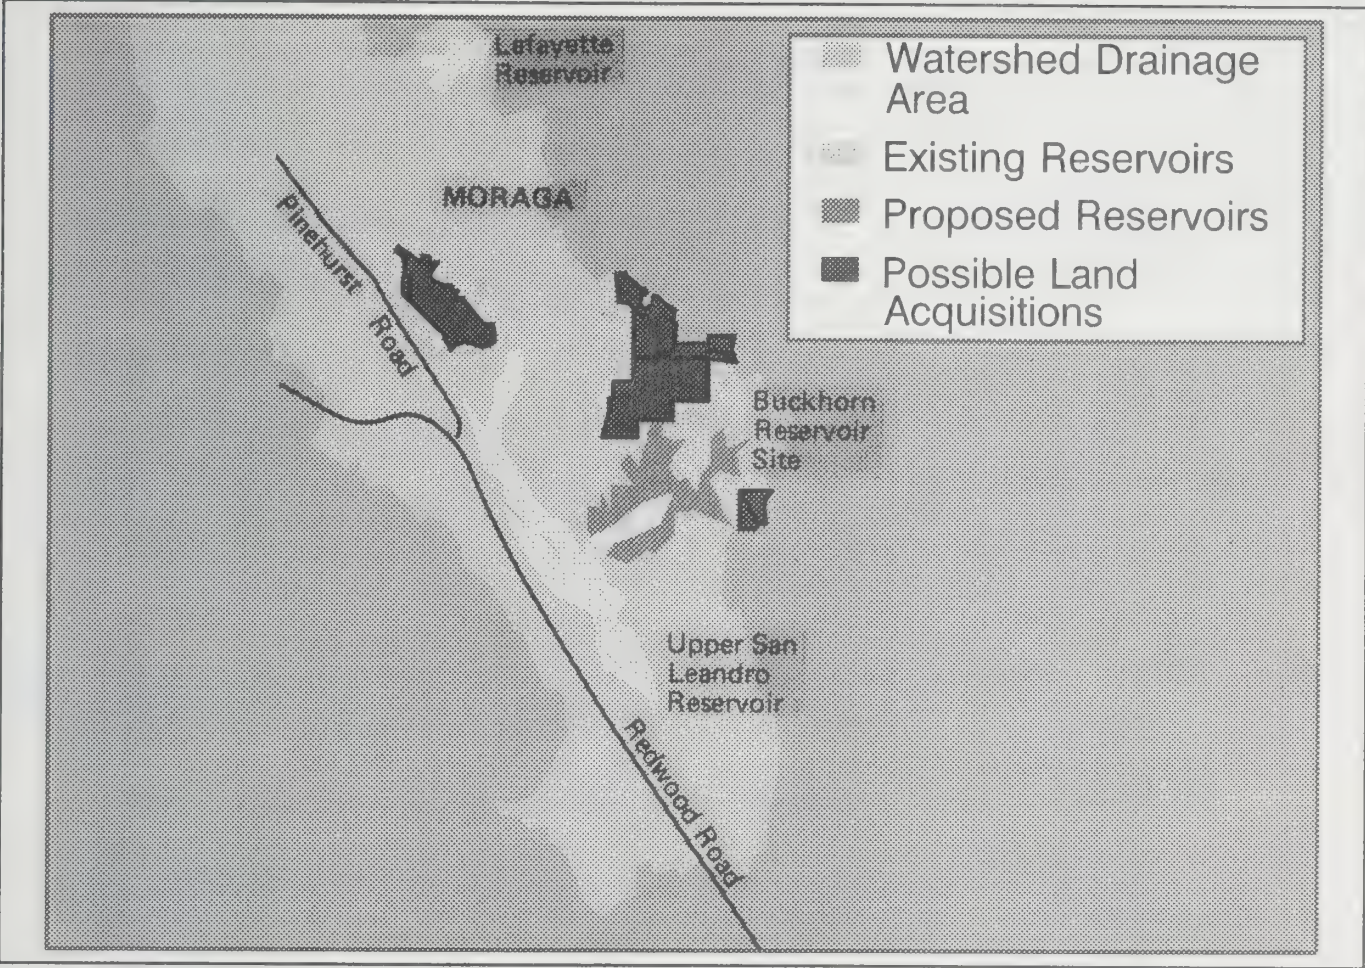 Lafayette
Reservoir
Watershed Drainage
Area
Existing Reservoirs
Proposed Reservoirs
Possible Land
Acquisitions
MORAGA
Pinehurst
Road
Buckhorn
Reservoir
Site
Upper San
Leandro
Reservoir
Redwood Road